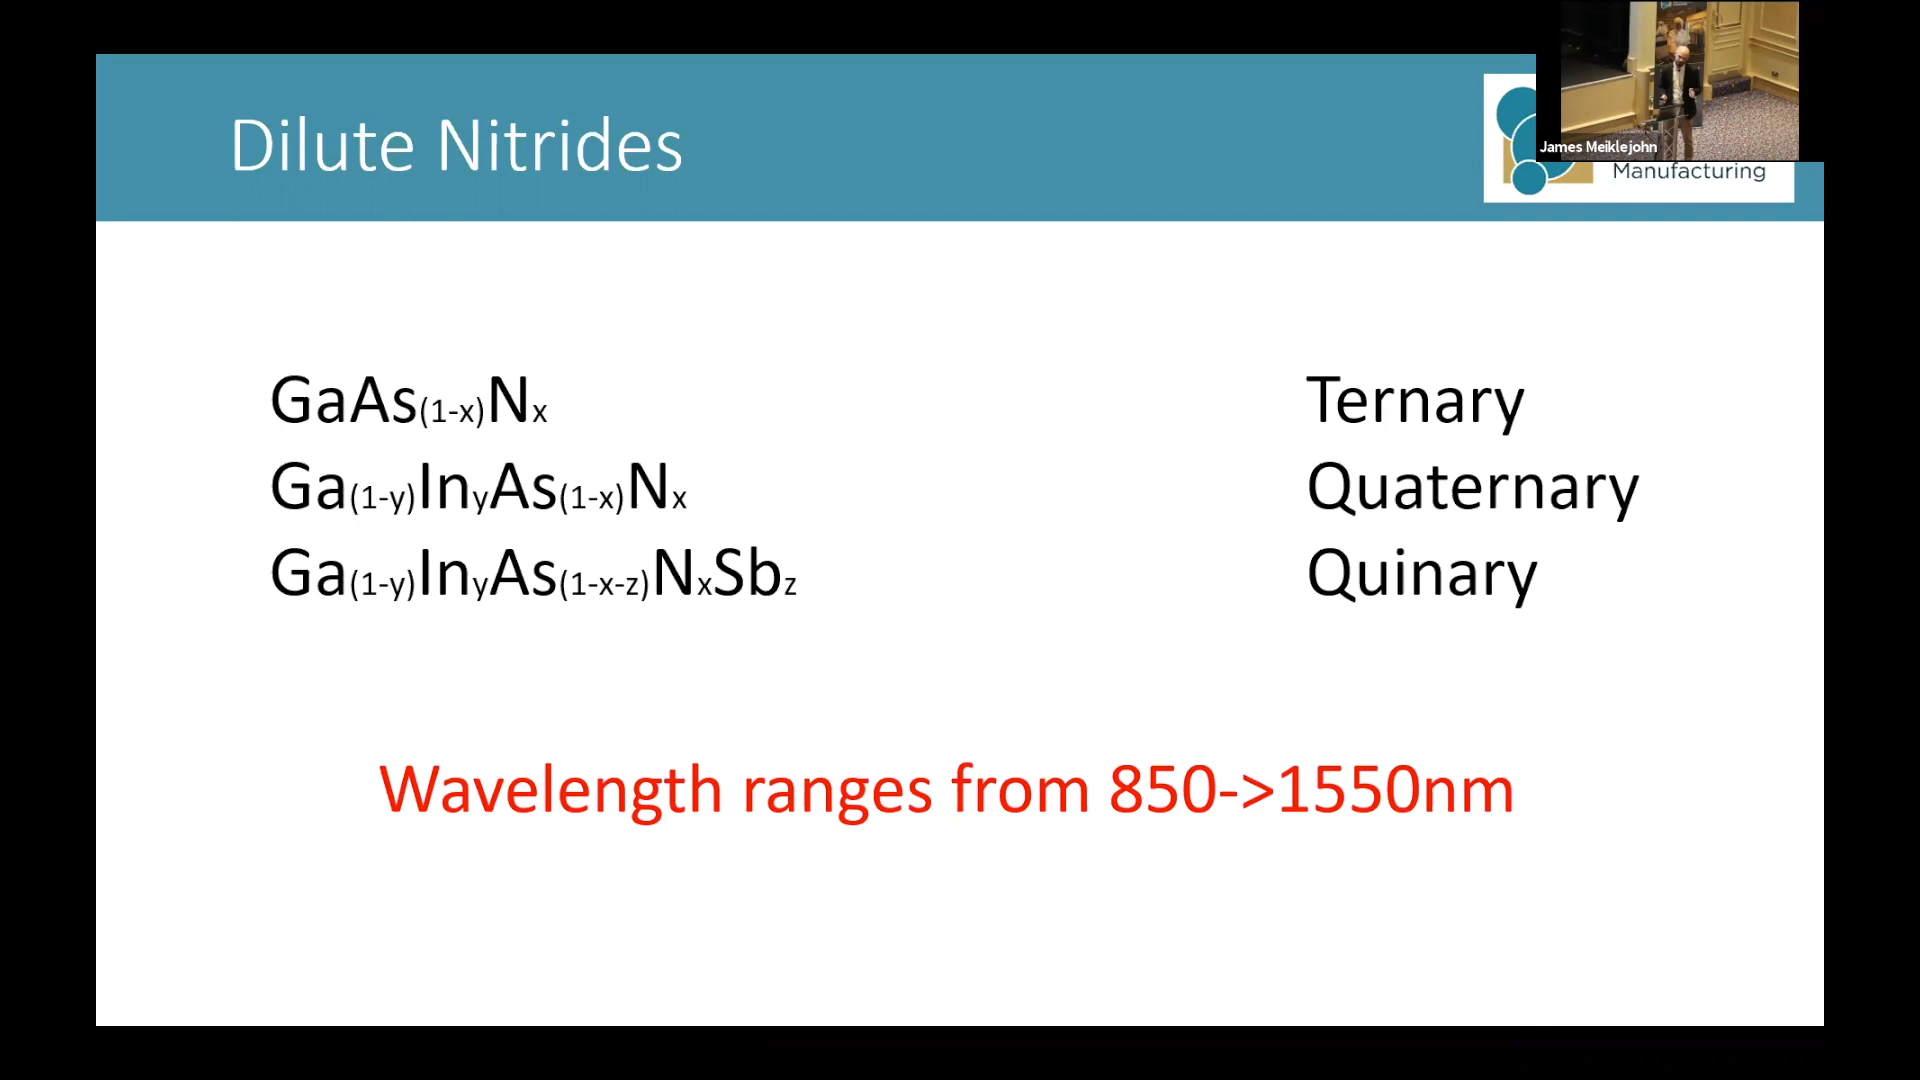 Dilute Nitrides
James Meiklejohn
Manufacturing
GaAs(1-x)Nx Ternary
Ga(1-y)InyAs(1-x)Nx Quaternary
Ga(1-y)InyAs(1-x-z)NxSbz Quinary
Wavelength ranges from 850->1550nm